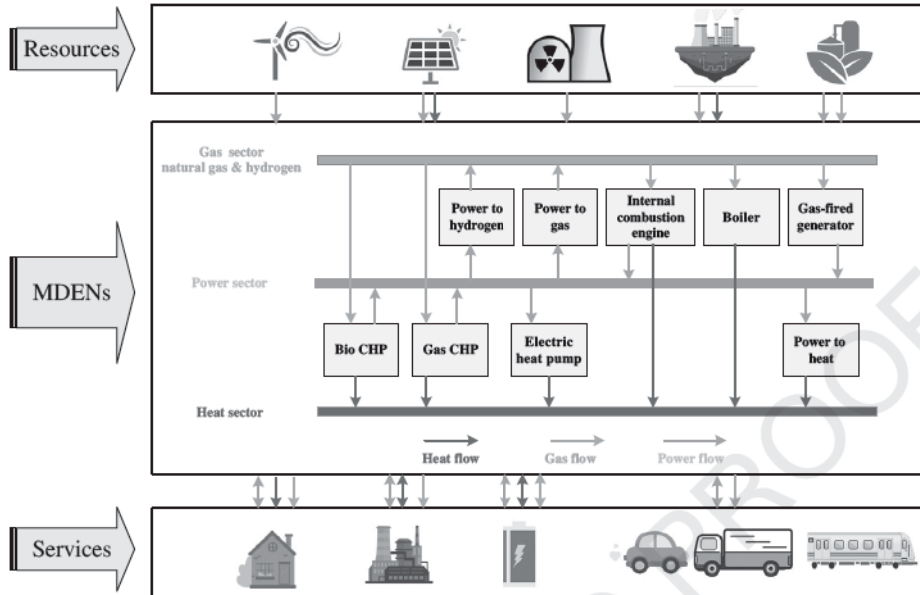 Resources
Gas sector
natural gas & hydrogen
Power to
hydrogen
Power to
gas
Internal
combustion
engine
Boiler
Gas-fired
generator
MDENs
Power sector
Bio CHP
Gas CHP
Electric
heat pump
Power to
heat
Heat sector
Heat flow
Gas flow
Power flow
Services
PROOF